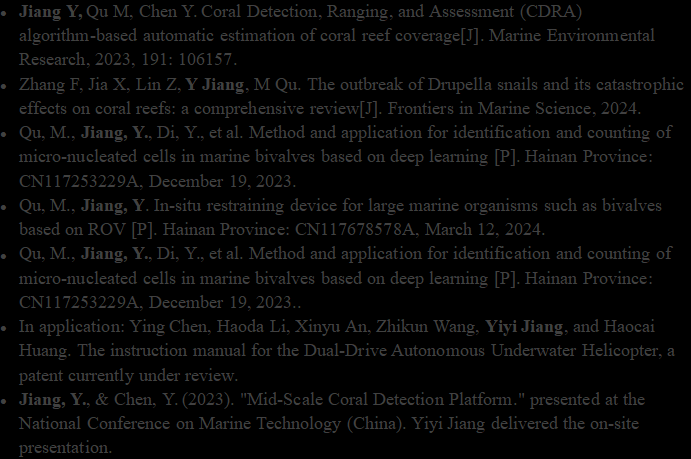 • Jiang Y, Qu M, Chen Y. Coral Detection, Ranging, and Assessment (CDRA)
algorithm-based automatic estimation of coral reef coverage[J]. Marine Environmental
Research, 2023, 191: 106157.
• Zhang F, Jia X, Lin Z, Y Jiang, M Qu. The outbreak of Drupella snails and its catastrophic
effects on coral reefs: a comprehensive review[J]. Frontiers in Marine Science, 2024.
• Qu, M., Jiang, Y., Di, Y., et al. Method and application for identification and counting of
micro-nucleated cells in marine bivalves based on deep learning [P]. Hainan Province:
CN117253229A, December 19, 2023.
• Qu, M., Jiang, Y. In-situ restraining device for large marine organisms such as bivalves
based on ROV [P]. Hainan Province: CN117678578A, March 12, 2024.
• Qu, M., Jiang, Y., Di, Y., et al. Method and application for identification and counting of
micro-nucleated cells in marine bivalves based on deep learning [P]. Hainan Province:
CN117253229A, December 19, 2023..
• In application: Ying Chen, Haoda Li, Xinyu An, Zhikun Wang, Yiyi Jiang, and Haocai
Huang. The instruction manual for the Dual-Drive Autonomous Underwater Helicopter, a
patent currently under review.
• Jiang, Y., & Chen, Y. (2023). "Mid-Scale Coral Detection Platform." presented at the
National Conference on Marine Technology (China). Yiyi Jiang delivered the on-site
presentation.